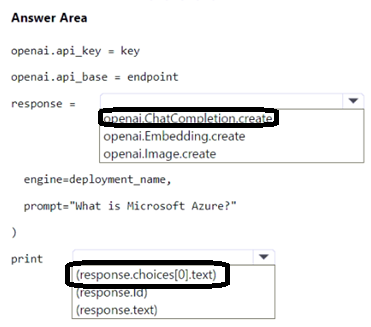 Answer Area
openai.api_key = key
openai.api_base = endpoint
response =
openai.ChatCompletion.create
openai.Embedding.create
openai.Image.create
engine=deployment_name,
prompt="What is Microsoft Azure?"
)
print
(response.choices[0].text)
(response.Id)
(response.text)